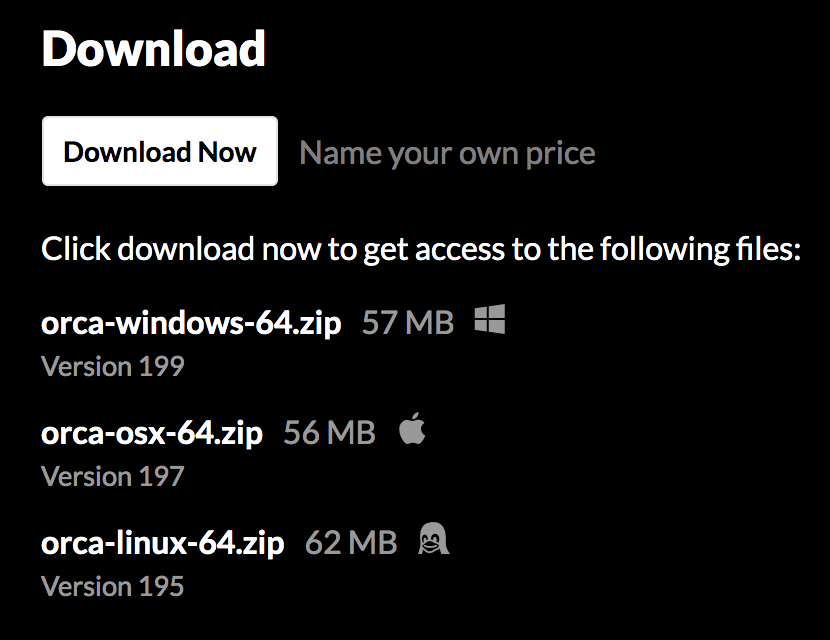 Download
Download Now Name your own price
Click download now to get access to the following files:
orca-windows-64.zip 57 MB
Version 199
orca-osx-64.zip 56 MB
Version 197
orca-linux-64.zip 62 MB
Version 195